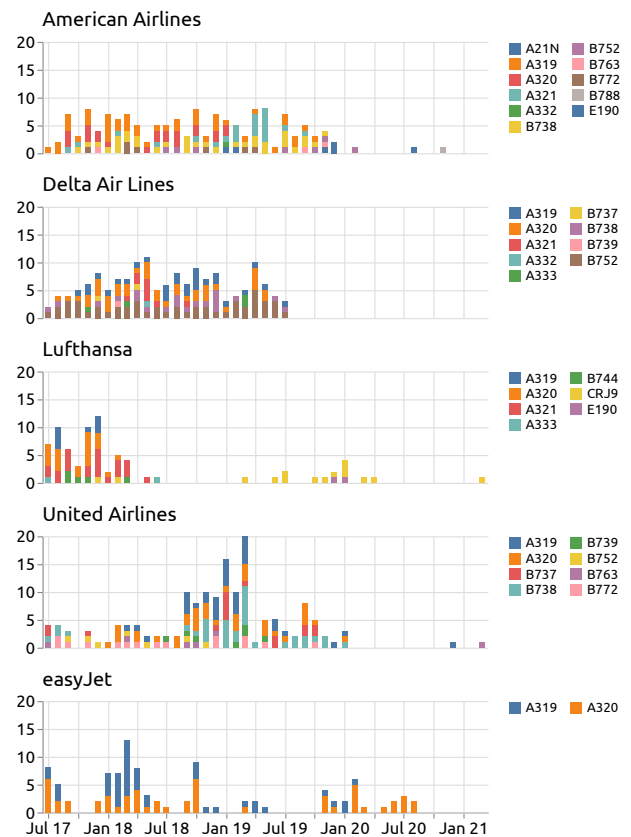 American Airlines
20
15
10
5
0
A21N B752
A319 B763
A320 B772
A321 B788
A332 E190
B738
Delta Air Lines
20
15
10
5
0
A319 B737
A320 B738
A321 B739
A332 B752
A333
Lufthansa
20
15
10
5
0
A319 B744
A320 CRJ9
A321 E190
A333
United Airlines
20
15
10
5
0
A319 B739
A320 B752
B737 B763
B738 B772
easyJet
20
15
10
5
0
A319 A320
Jul 17 Jan 18 Jul 18 Jan 19 Jul 19 Jan 20 Jul 20 Jan 21